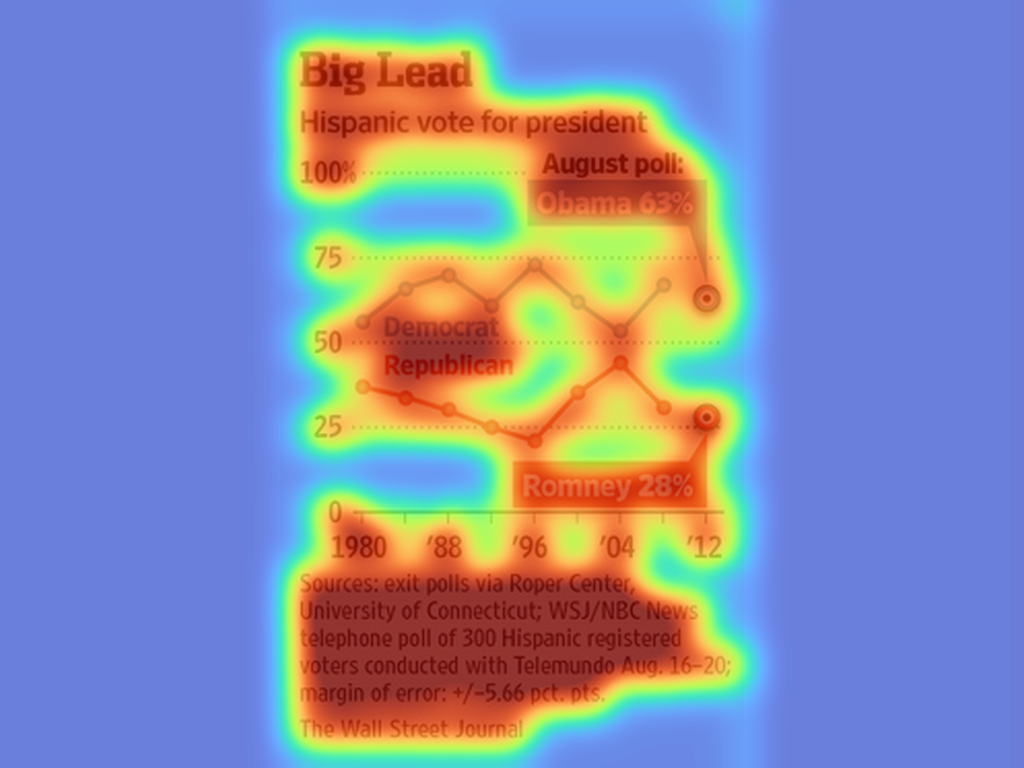 Big Lead
Hispanic vote for president
100%
August poll:
Obama 63%
75
Democrat
50
Republican
25
Romney 28%
0
1980 '88 '96 '04 '12
Sources: exit polls via Roper Center,
University of Connecticut; WSJ/NBC News
telephone poll of 300 Hispanic registered
voters conducted with Telemundo Aug. 16–20;
margin of error: +/–5.66 pct. pts.
The Wall Street Journal